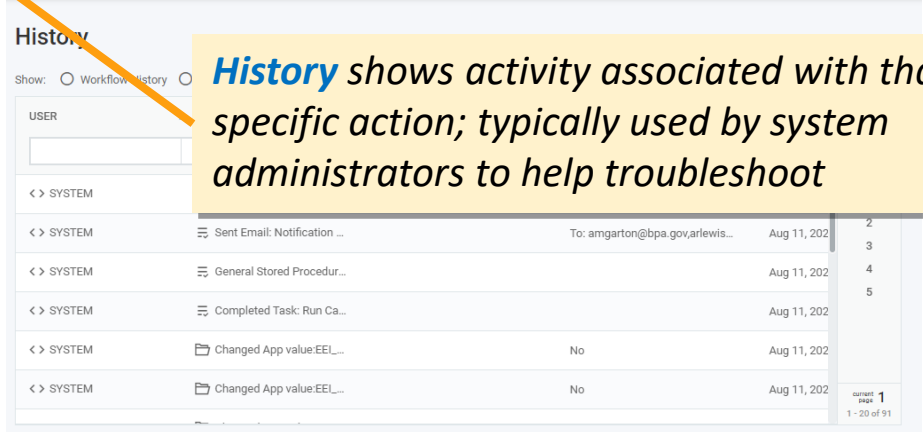 History
Show: Workflow History
History shows activity associated with
specific action; typically used by system
administrators to help troubleshoot
USER
<> SYSTEM
<> SYSTEM Sent Email: Notification ... To: amgarton@bpa.gov,arlewis... Aug 11, 202 2
3
<> SYSTEM General Stored Procedur... Aug 11, 202 4
5
<> SYSTEM Completed Task: Run Ca... Aug 11, 202
<> SYSTEM Changed App value:EEI_... No Aug 11, 202
<> SYSTEM Changed App value:EEI_... No Aug 11, 202
current page 1
1 - 20 of 91